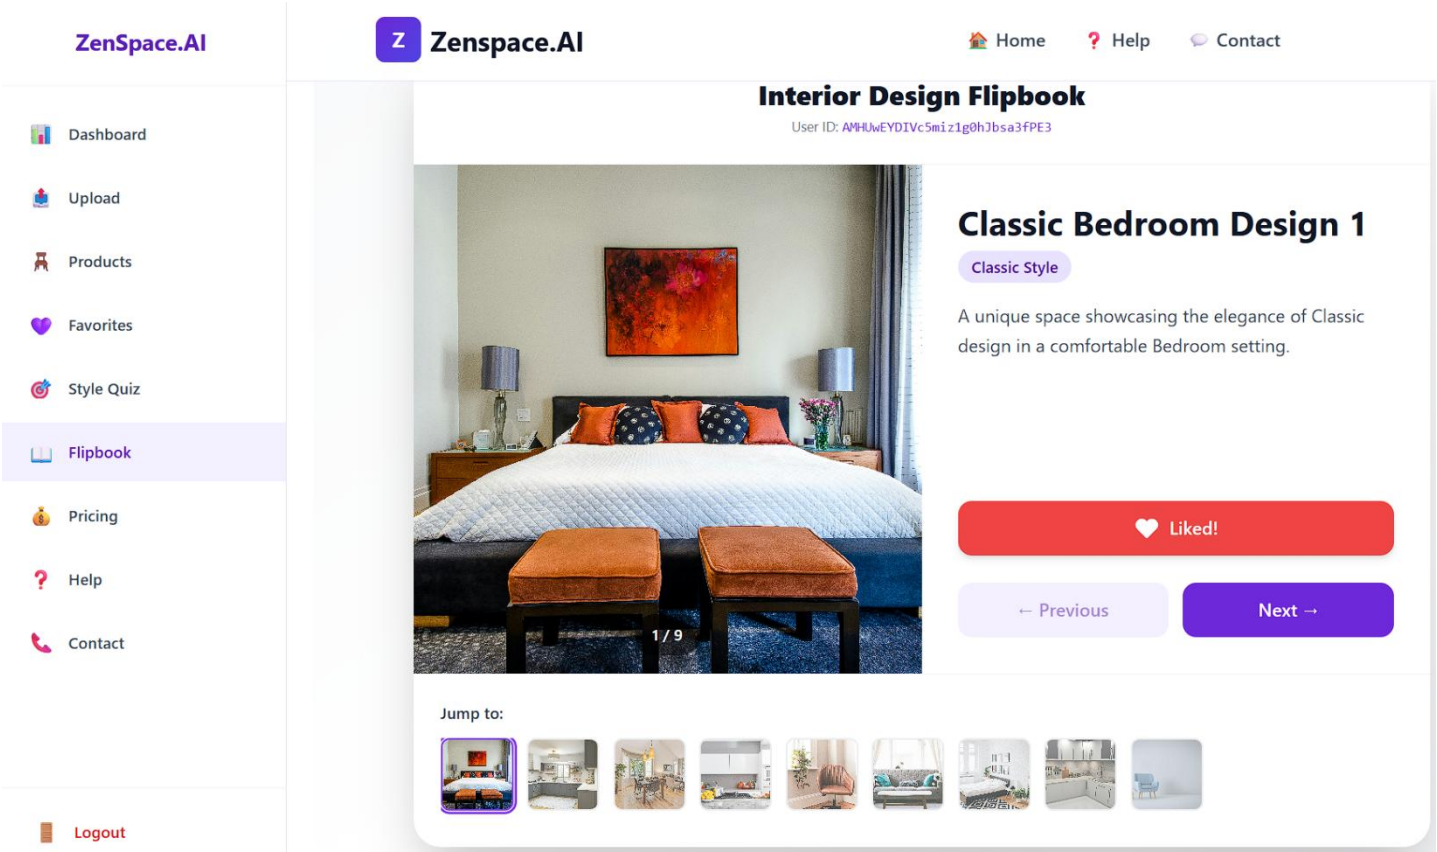 ZenSpace.AI
Dashboard
Upload
Products
Favorites
Style Quiz
Flipbook
Pricing
Help
Contact
Logout
Z Zenspace.AI
Home
Help
Contact
Interior Design Flipbook
User ID: AMHUwEYDIVc5miz1g0hJbsa3fPE3
1 / 9
Classic Bedroom Design 1
Classic Style
A unique space showcasing the elegance of Classic
design in a comfortable Bedroom setting.
Liked!
← Previous
Next →
Jump to: